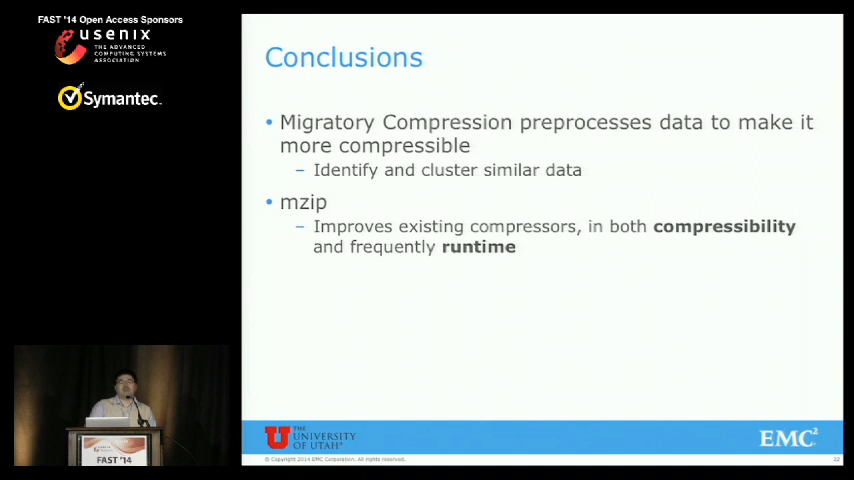 FAST '14 Open Access Sponsors
usenix
THE ADVANCED
COMPUTING SYSTEMS
ASSOCIATION
Symantec.
Conclusions
• Migratory Compression preprocesses data to make it
more compressible
– Identify and cluster similar data
• mzip
– Improves existing compressors, in both compressibility
and frequently runtime
U
THE
UNIVERSITY
OF UTAH
EMC²
© Copyright 2014 EMC Corporation. All rights reserved.
22
FAST '14